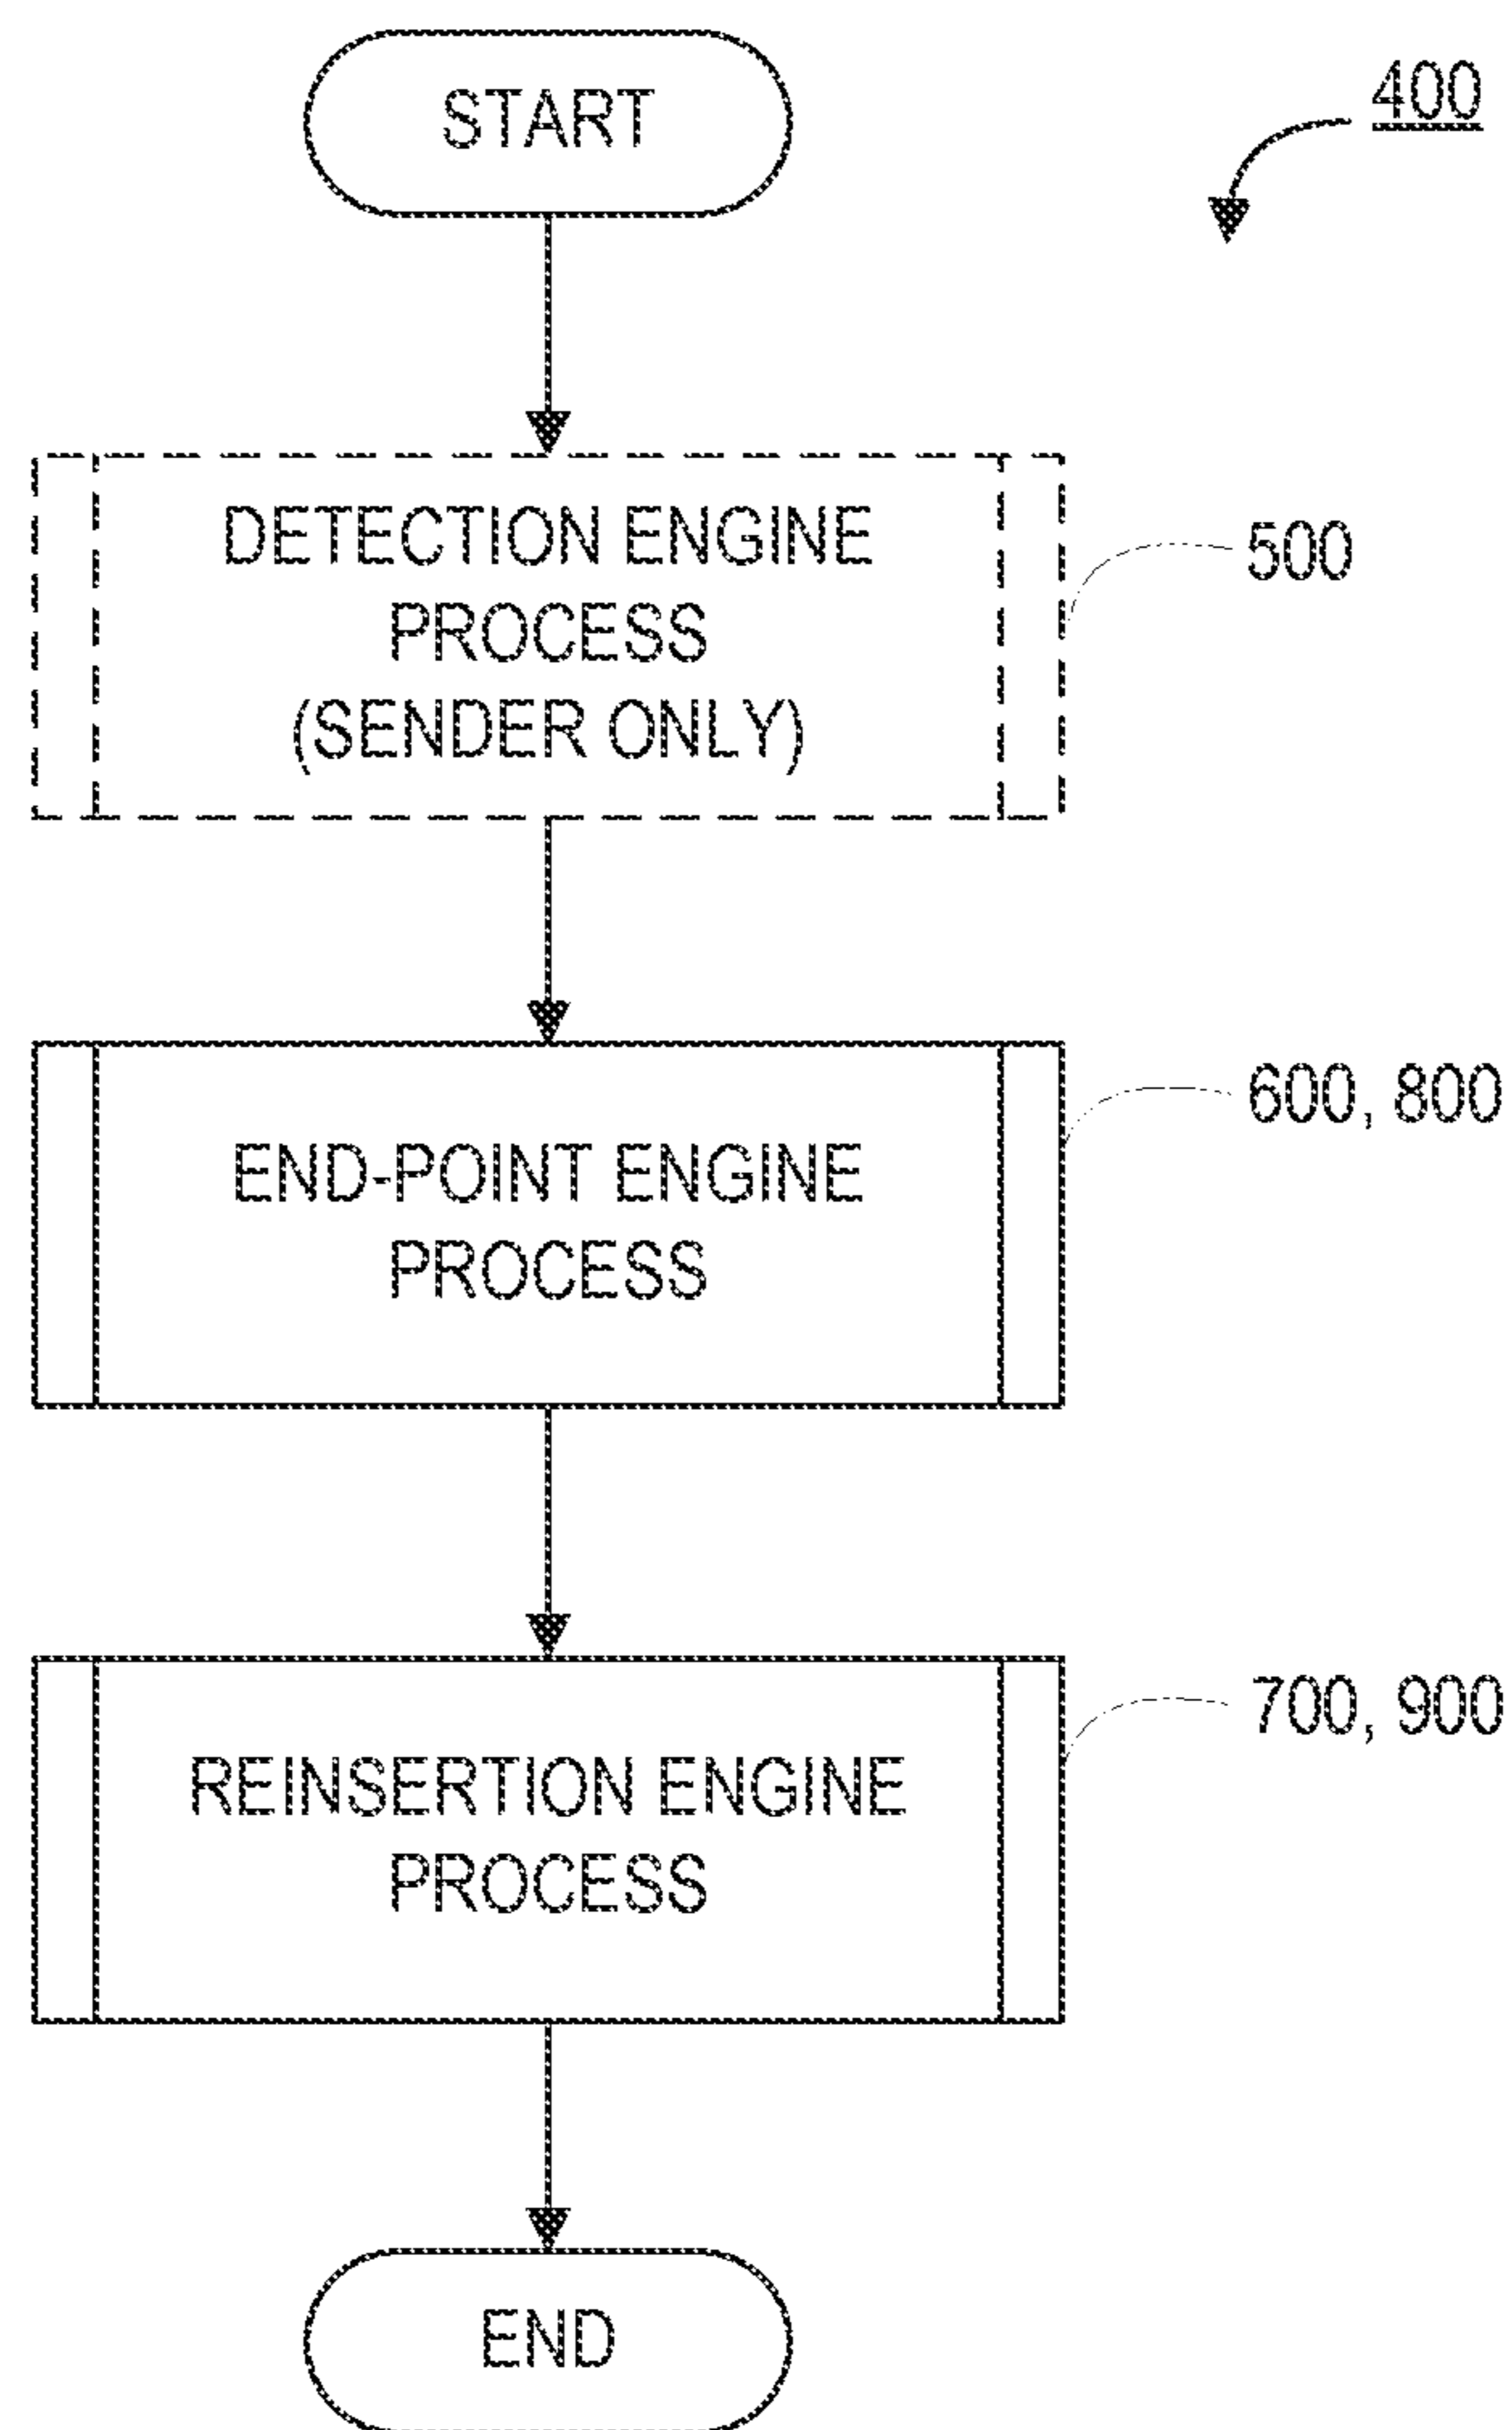 START
400
DETECTION ENGINE
PROCESS
(SENDER ONLY)
500
END-POINT ENGINE
PROCESS
600, 800
REINSERTION ENGINE
PROCESS
700, 900
END